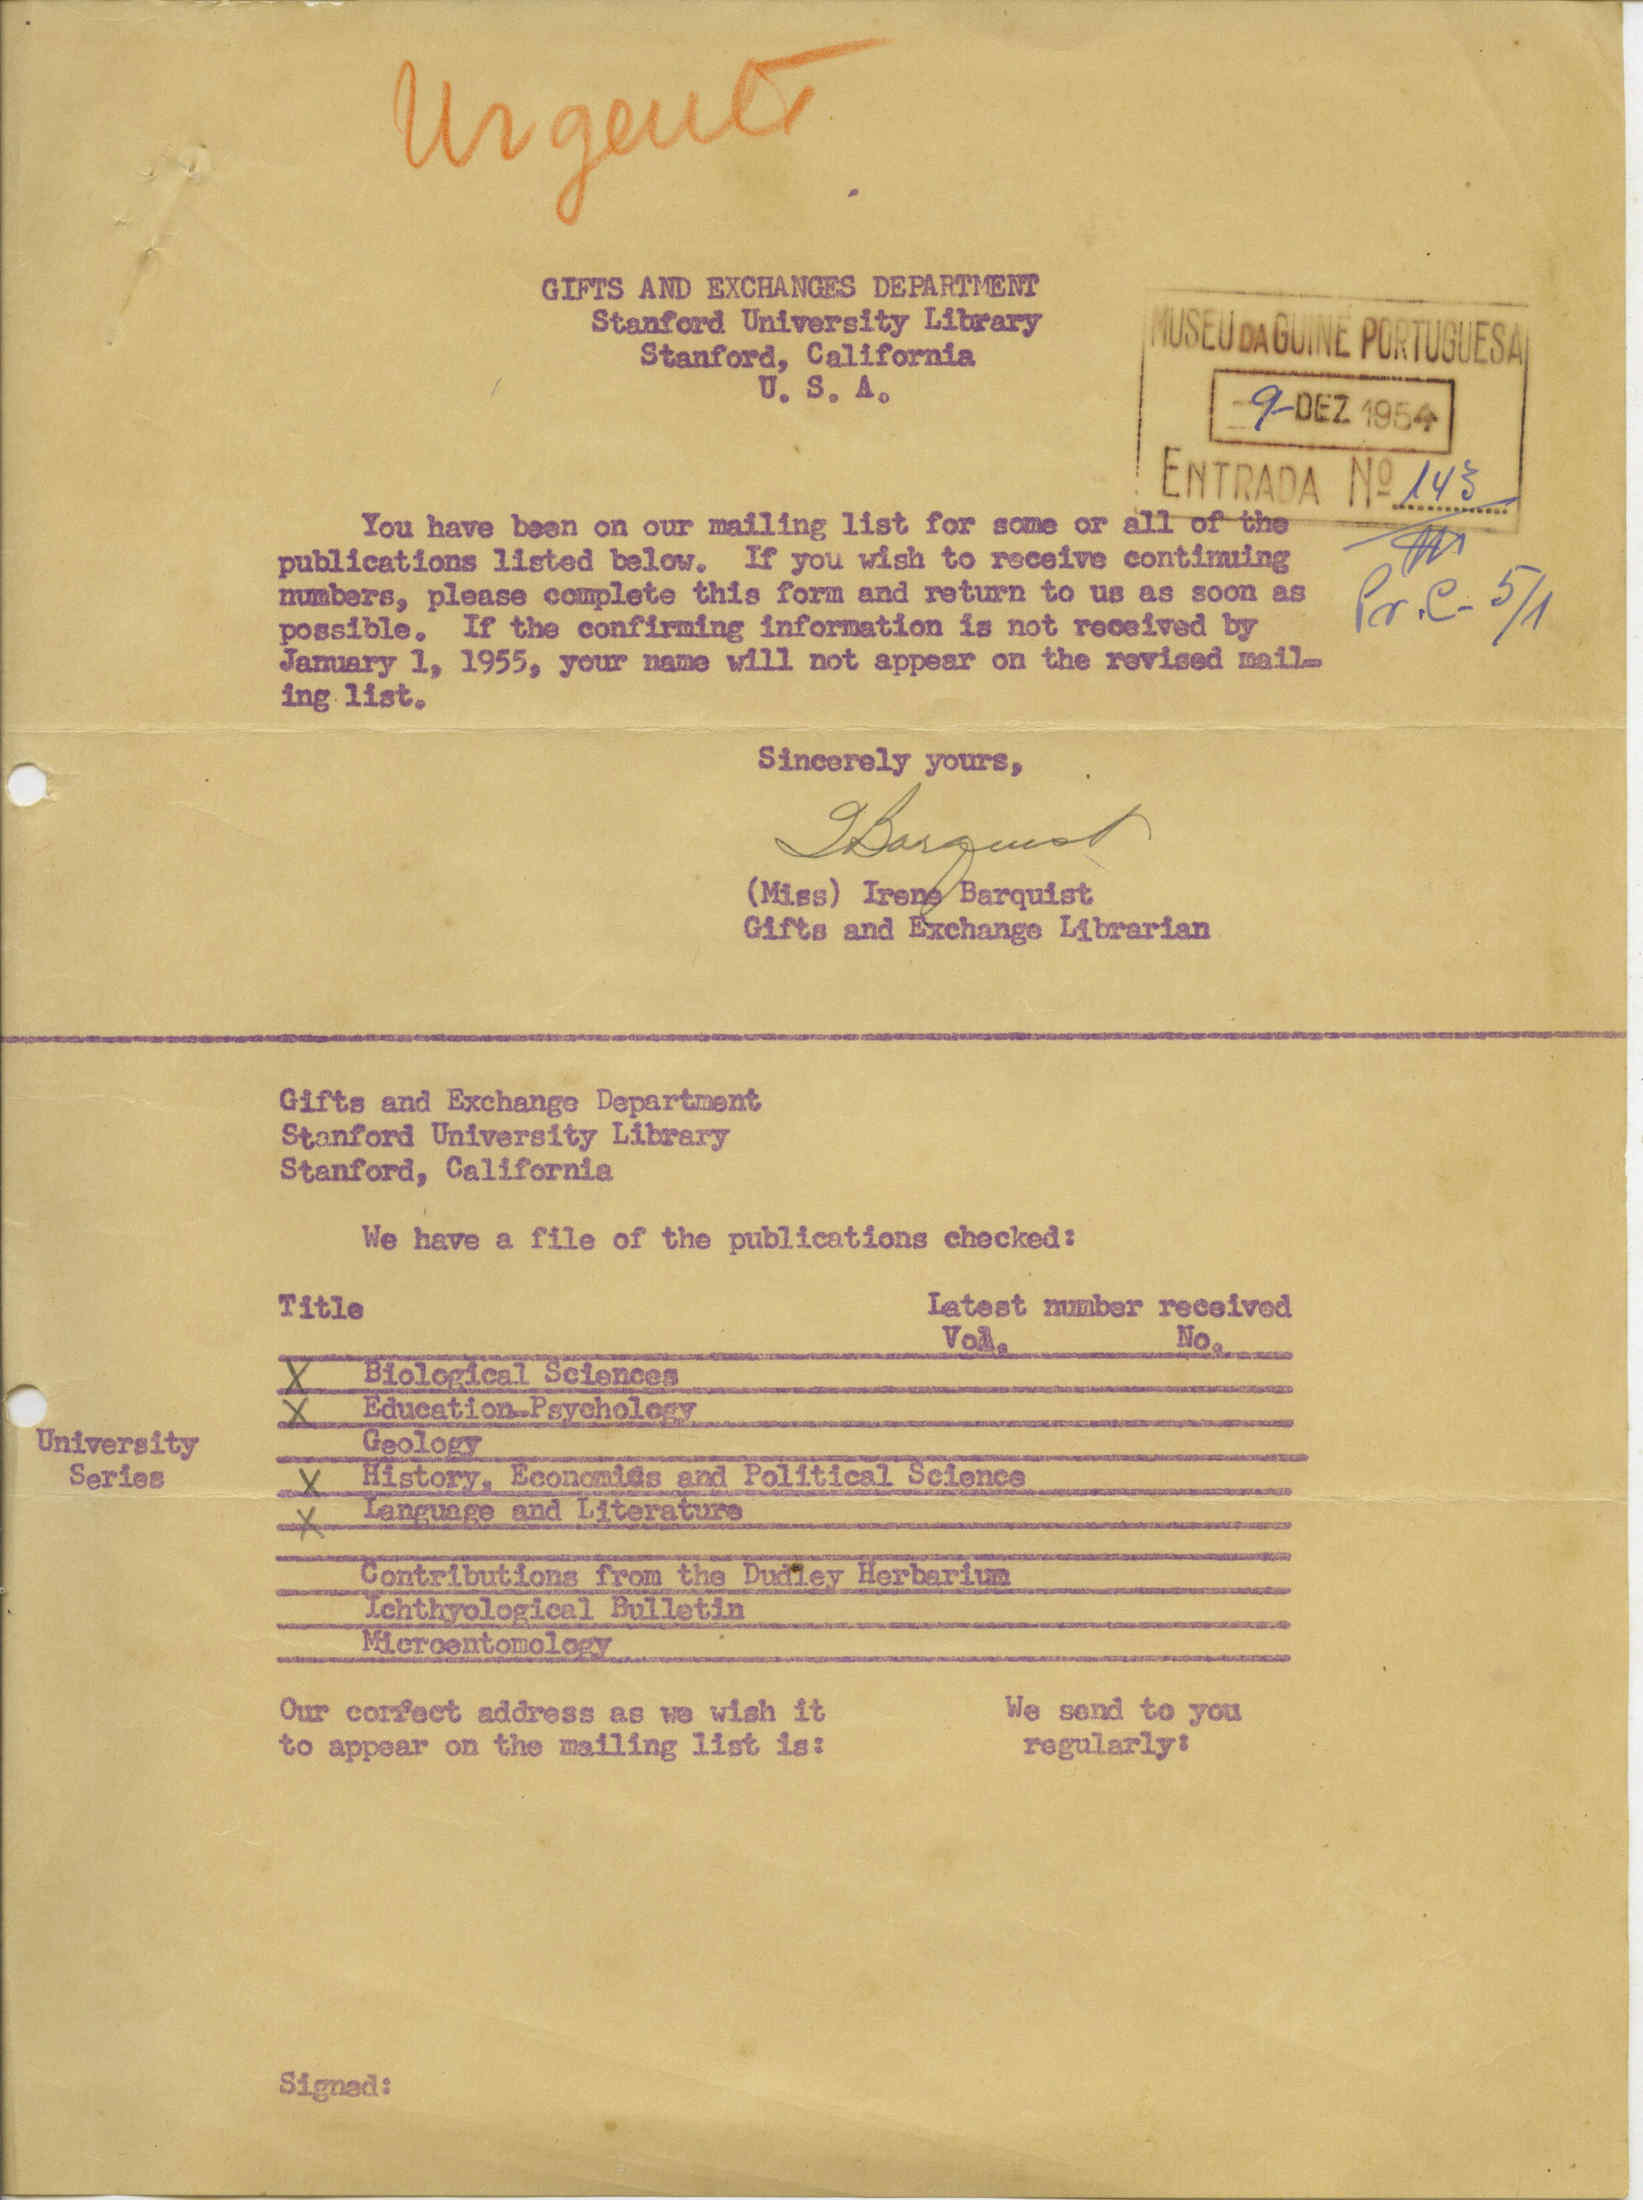 Urgente
GIFTS AND EXCHANGES DEPARTMENT
Stanford University Library
Stanford, California
U. S. A.
MUSEU DA GUINÉ PORTUGUESA
9-DEZ 1954
ENTRADA Nº 143
Pr. C- 5/1
You have been on our mailing list for some or all of the
publications listed below. If you wish to receive continuing
numbers, please complete this form and return to us as soon as
possible. If the confirming information is not received by
January 1, 1955, your name will not appear on the revised mail-
ing list.
Sincerely yours,
IBarquist
(Miss) Irene Barquist
Gifts and Exchange Librarian
Gifts and Exchange Department
Stanford University Library
Stanford, California
We have a file of the publications checked:
Title Latest number received
Vol. No.
X Biological Sciences
X Education-Psychology
University Series
Geology
X History, Economics and Political Science
X Language and Literature
Contributions from the Dudley Herbarium
Ichthyological Bulletin
Microentomology
Our correct address as we wish it We send to you
to appear on the mailing list is: regularly:
Signed: